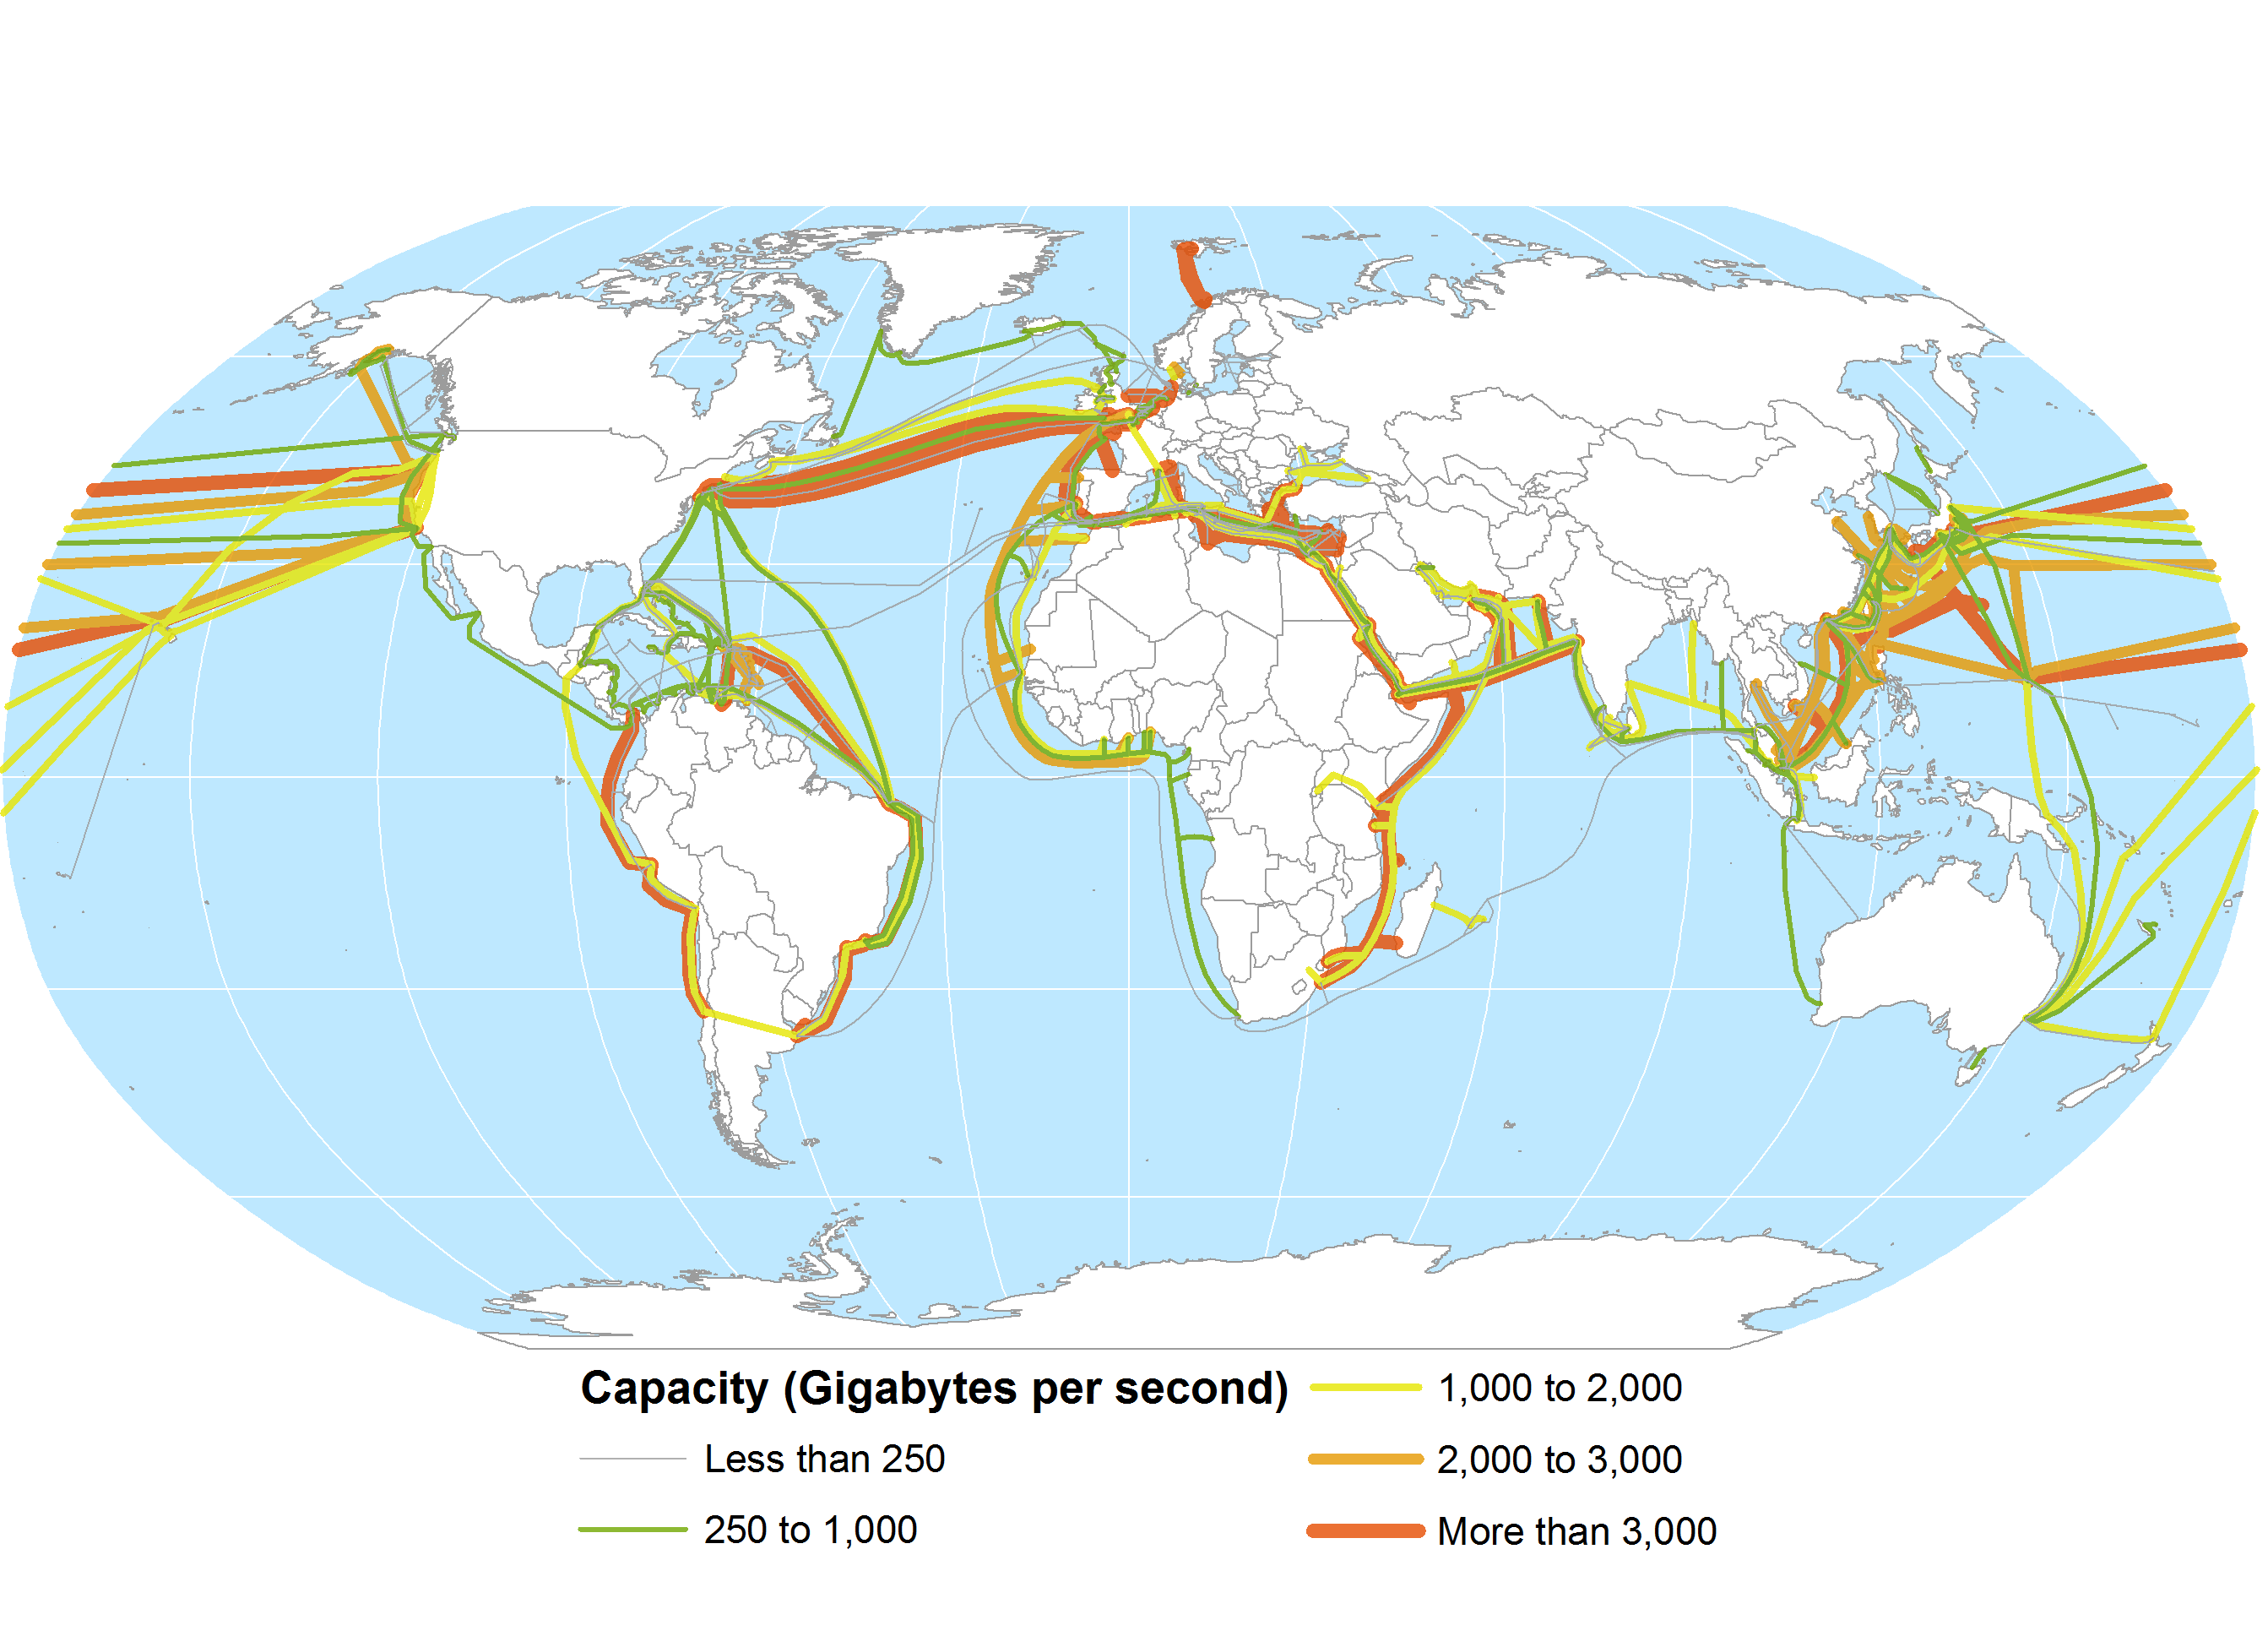 Capacity (Gigabytes per second)
Less than 250
250 to 1,000
1,000 to 2,000
2,000 to 3,000
More than 3,000